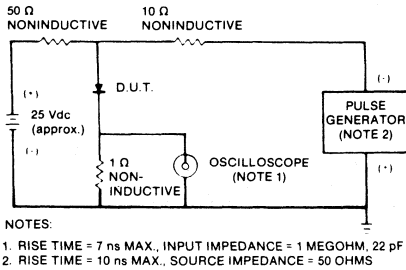 50 Ω
NONINDUCTIVE
10 Ω
NONINDUCTIVE
(+)
25 Vdc
(approx.)
(-)
D.U.T.
1 Ω
NON-
INDUCTIVE
OSCILLOSCOPE
(NOTE 1)
(-)
PULSE
GENERATOR
(NOTE 2)
(+)
NOTES:
1. RISE TIME = 7 ns MAX., INPUT IMPEDANCE = 1 MEGOHM, 22 pF
2. RISE TIME = 10 ns MAX., SOURCE IMPEDANCE = 50 OHMS